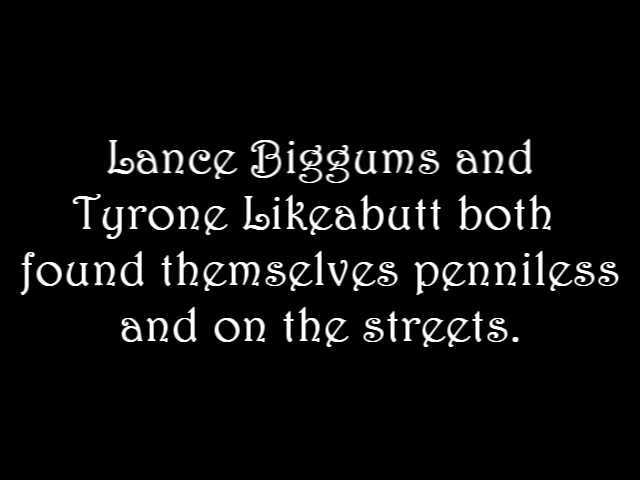 Lance Biggums and
Tyrone Likeabutt both
found themselves penniless
and on the streets.